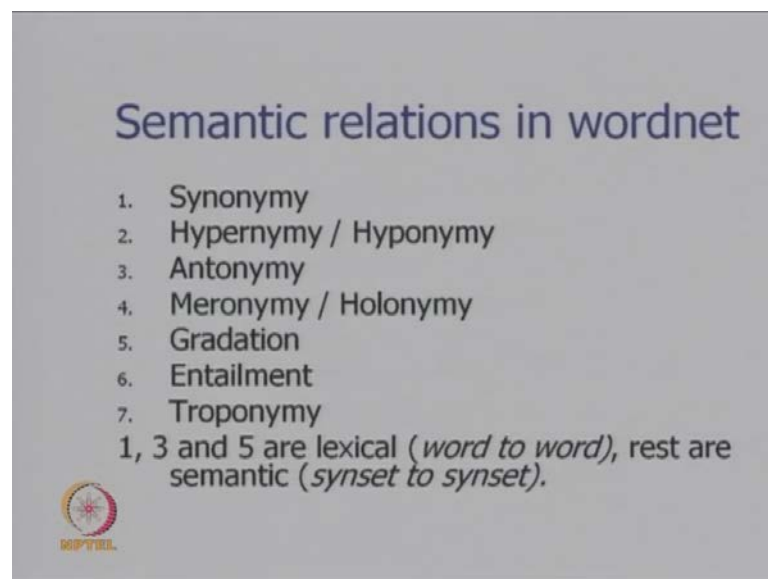 Semantic relations in wordnet
1. Synonymy
2. Hypernymy / Hyponymy
3. Antonymy
4. Meronymy / Holonymy
5. Gradation
6. Entailment
7. Troponymy
1, 3 and 5 are lexical (word to word), rest are
semantic (synset to synset).
NPTEL